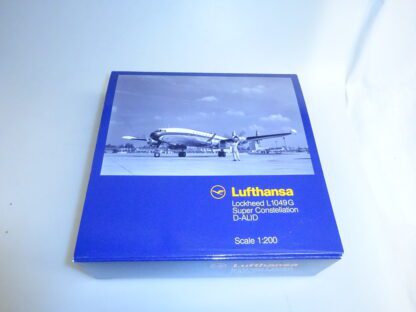 Lufthansa
Lockheed L1049G
Super Constellation
D-ALID
Scale 1:200
Lufthansa